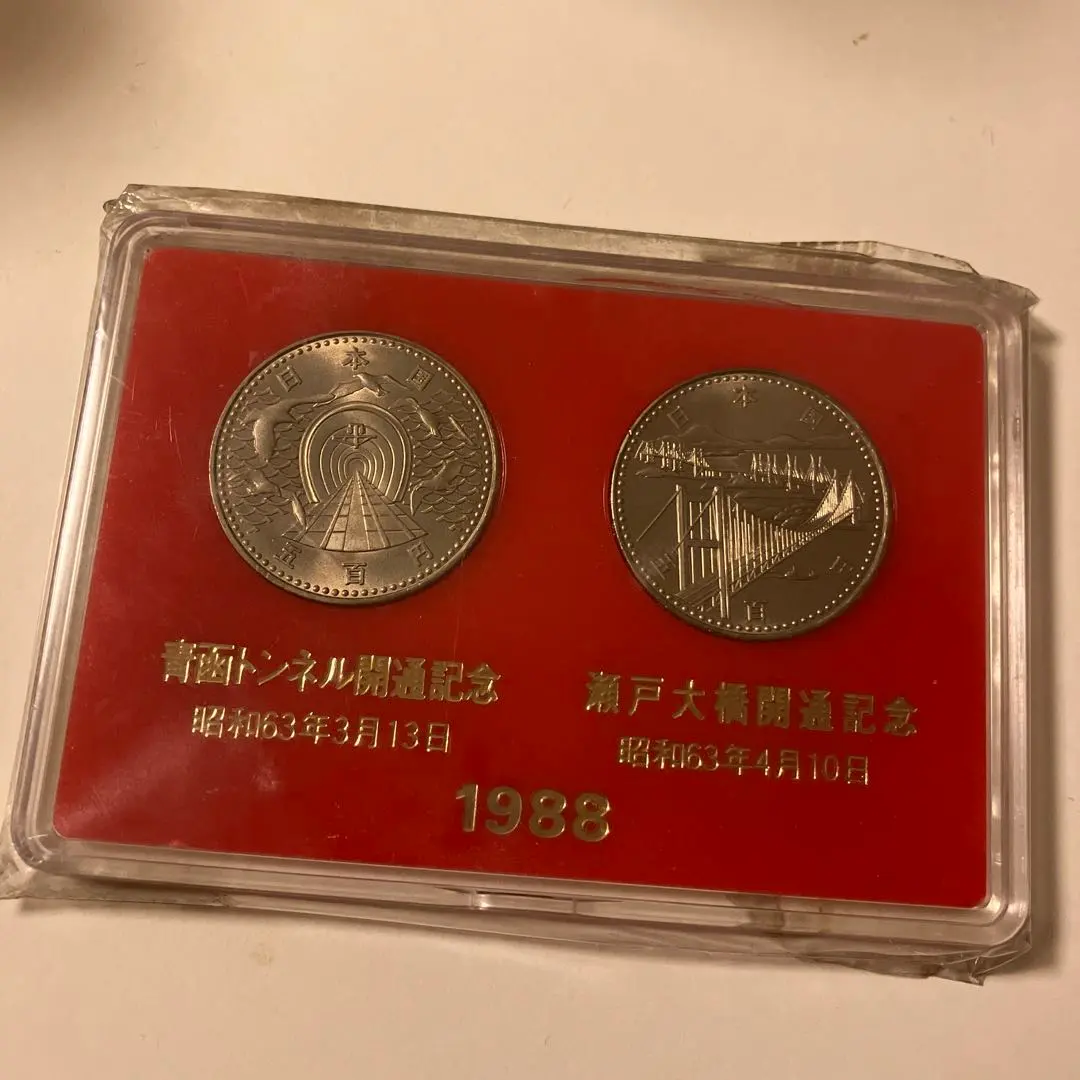 日本国
五百円
日本国
百円
青函トンネル開通記念
昭和63年3月13日
瀬戸大橋開通記念
昭和63年4月10日
1988